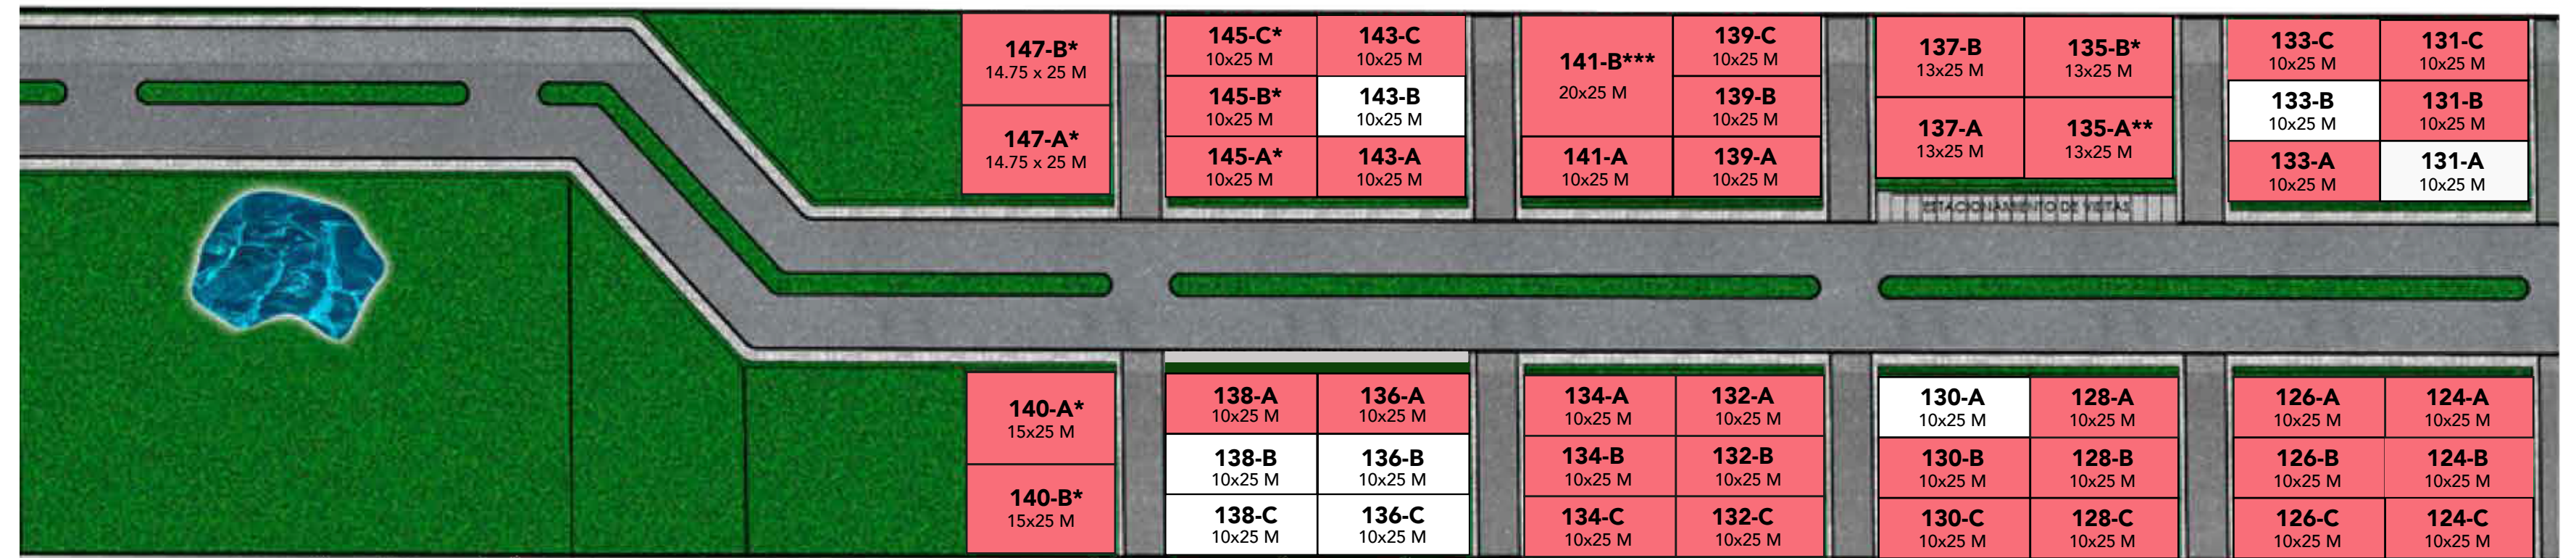 147-B*
14.75 x 25 M
147-A*
14.75 x 25 M
145-C*
10x25 M
143-C
10x25 M
145-B*
10x25 M
143-B
10x25 M
145-A*
10x25 M
143-A
10x25 M
141-B***
20x25 M
139-C
10x25 M
139-B
10x25 M
141-A
10x25 M
139-A
10x25 M
137-B
13x25 M
135-B*
13x25 M
137-A
13x25 M
135-A**
13x25 M
ESTACIONAMIENTO DE VISITAS
133-C
10x25 M
131-C
10x25 M
133-B
10x25 M
131-B
10x25 M
133-A
10x25 M
131-A
10x25 M
140-A*
15x25 M
140-B*
15x25 M
138-A
10x25 M
136-A
10x25 M
138-B
10x25 M
136-B
10x25 M
138-C
10x25 M
136-C
10x25 M
134-A
10x25 M
132-A
10x25 M
134-B
10x25 M
132-B
10x25 M
134-C
10x25 M
132-C
10x25 M
130-A
10x25 M
128-A
10x25 M
130-B
10x25 M
128-B
10x25 M
130-C
10x25 M
128-C
10x25 M
126-A
10x25 M
124-A
10x25 M
126-B
10x25 M
124-B
10x25 M
126-C
10x25 M
124-C
10x25 M